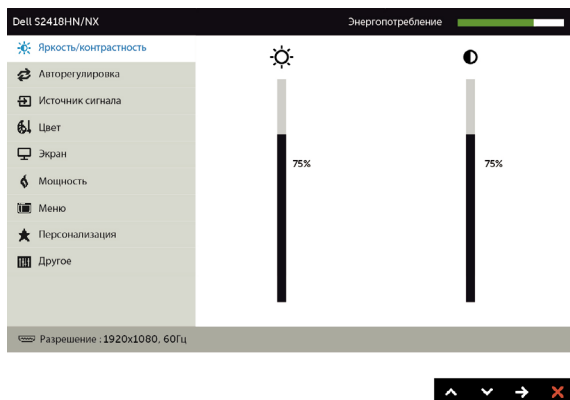 Dell S2418HN/NX
Энергопотребление
Яркость/контрастность
Авторегулировка
Источник сигнала
Цвет
Экран
Мощность
Меню
Персонализация
Другое
75%
75%
Разрешение : 1920x1080, 60Гц